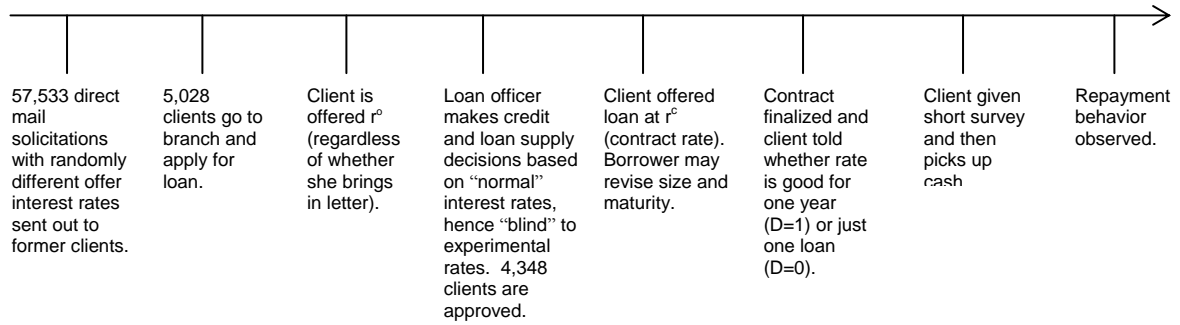 57,533 direct
mail
solicitations
with randomly
different offer
interest rates
sent out to
former clients.
5,028
clients go to
branch and
apply for
loan.
Client is
offered rº
(regardless
of whether
she brings
in letter).
Loan officer
makes credit
and loan supply
decisions based
on “normal”
interest rates,
hence “blind” to
experimental
rates.  4,348
clients are
approved.
Client offered
loan at rᶜ
(contract rate).
Borrower may
revise size and
maturity.
Contract
finalized and
client told
whether rate
is good for
one year
(D=1) or just
one loan
(D=0).
Client given
short survey
and then
picks up
cash
Repayment
behavior
observed.